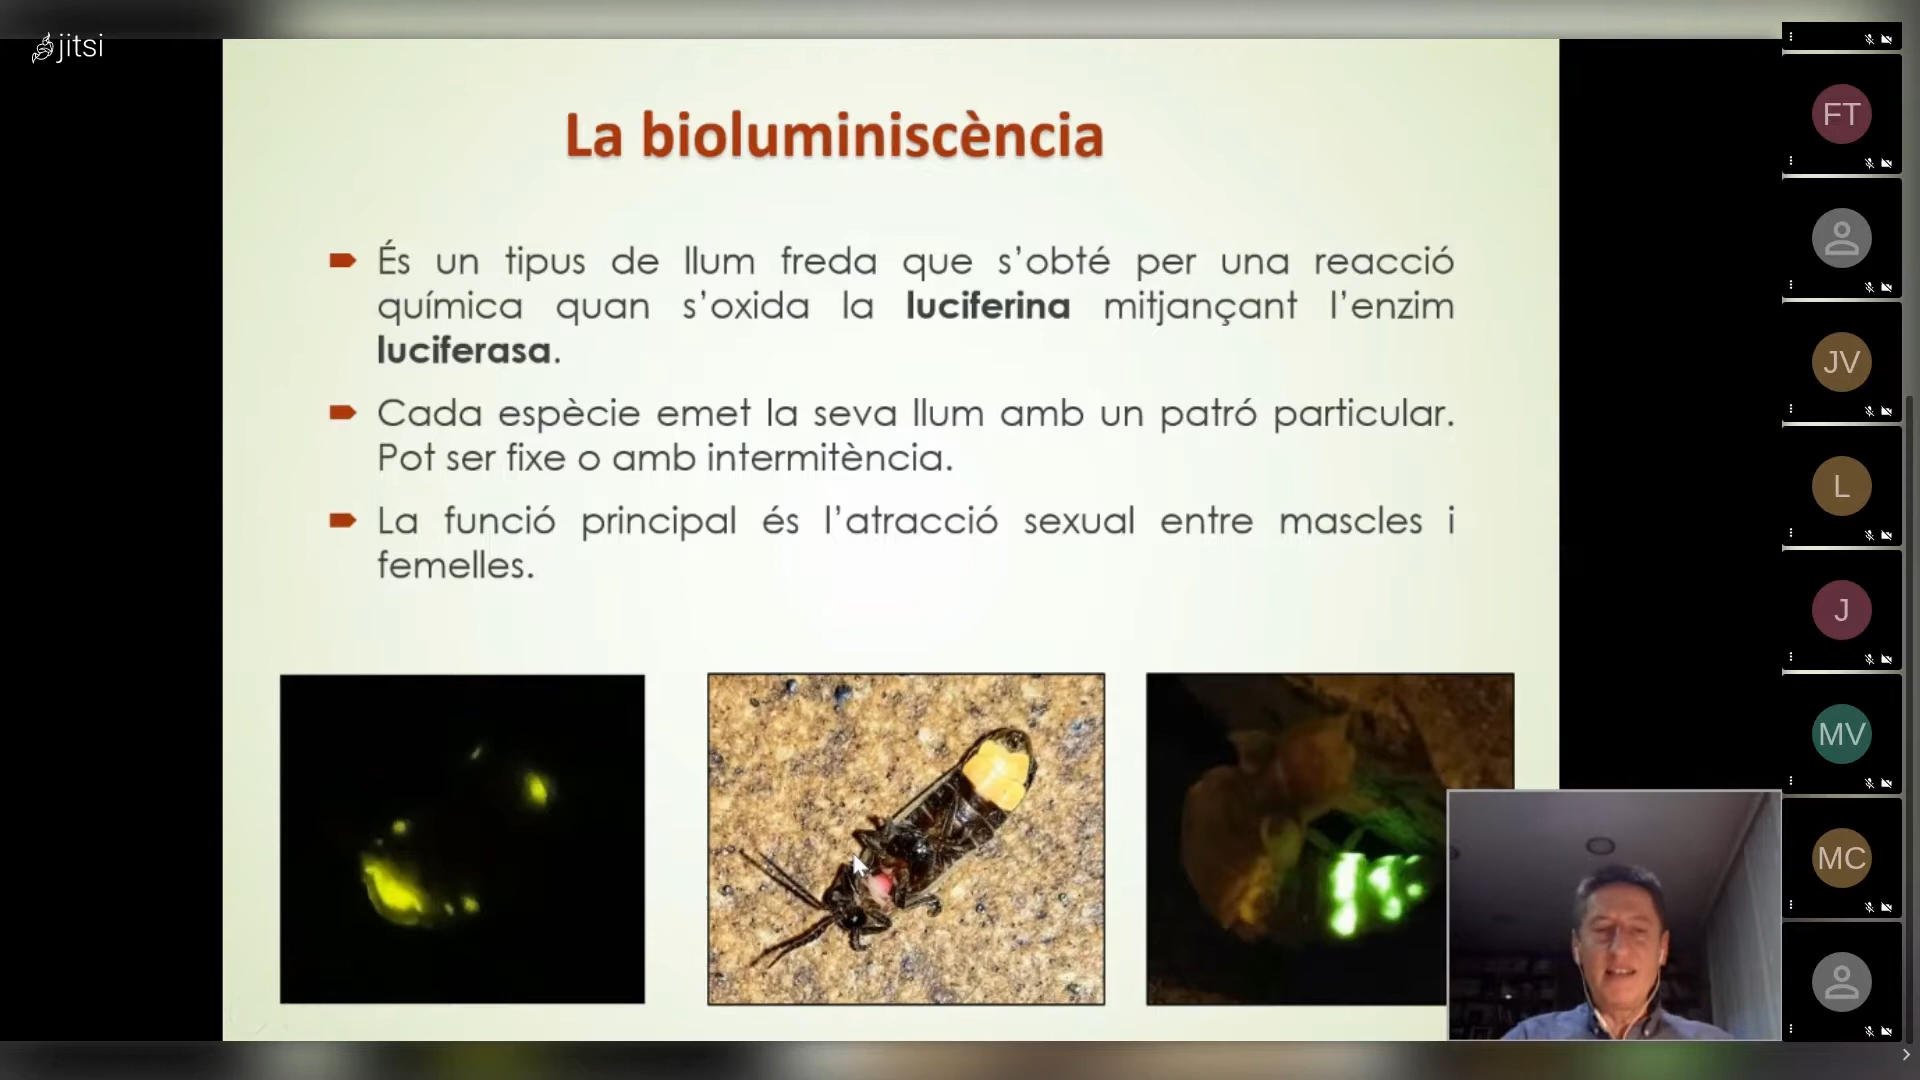 jitsi
La bioluminiscència
És un tipus de llum freda que s’obté per una reacció
química quan s’oxida la luciferina mitjançant l’enzim
luciferasa.
Cada espècie emet la seva llum amb un patró particular.
Pot ser fixe o amb intermitència.
La funció principal és l’atracció sexual entre mascles i
femelles.
FT
JV
L
J
MV
MC